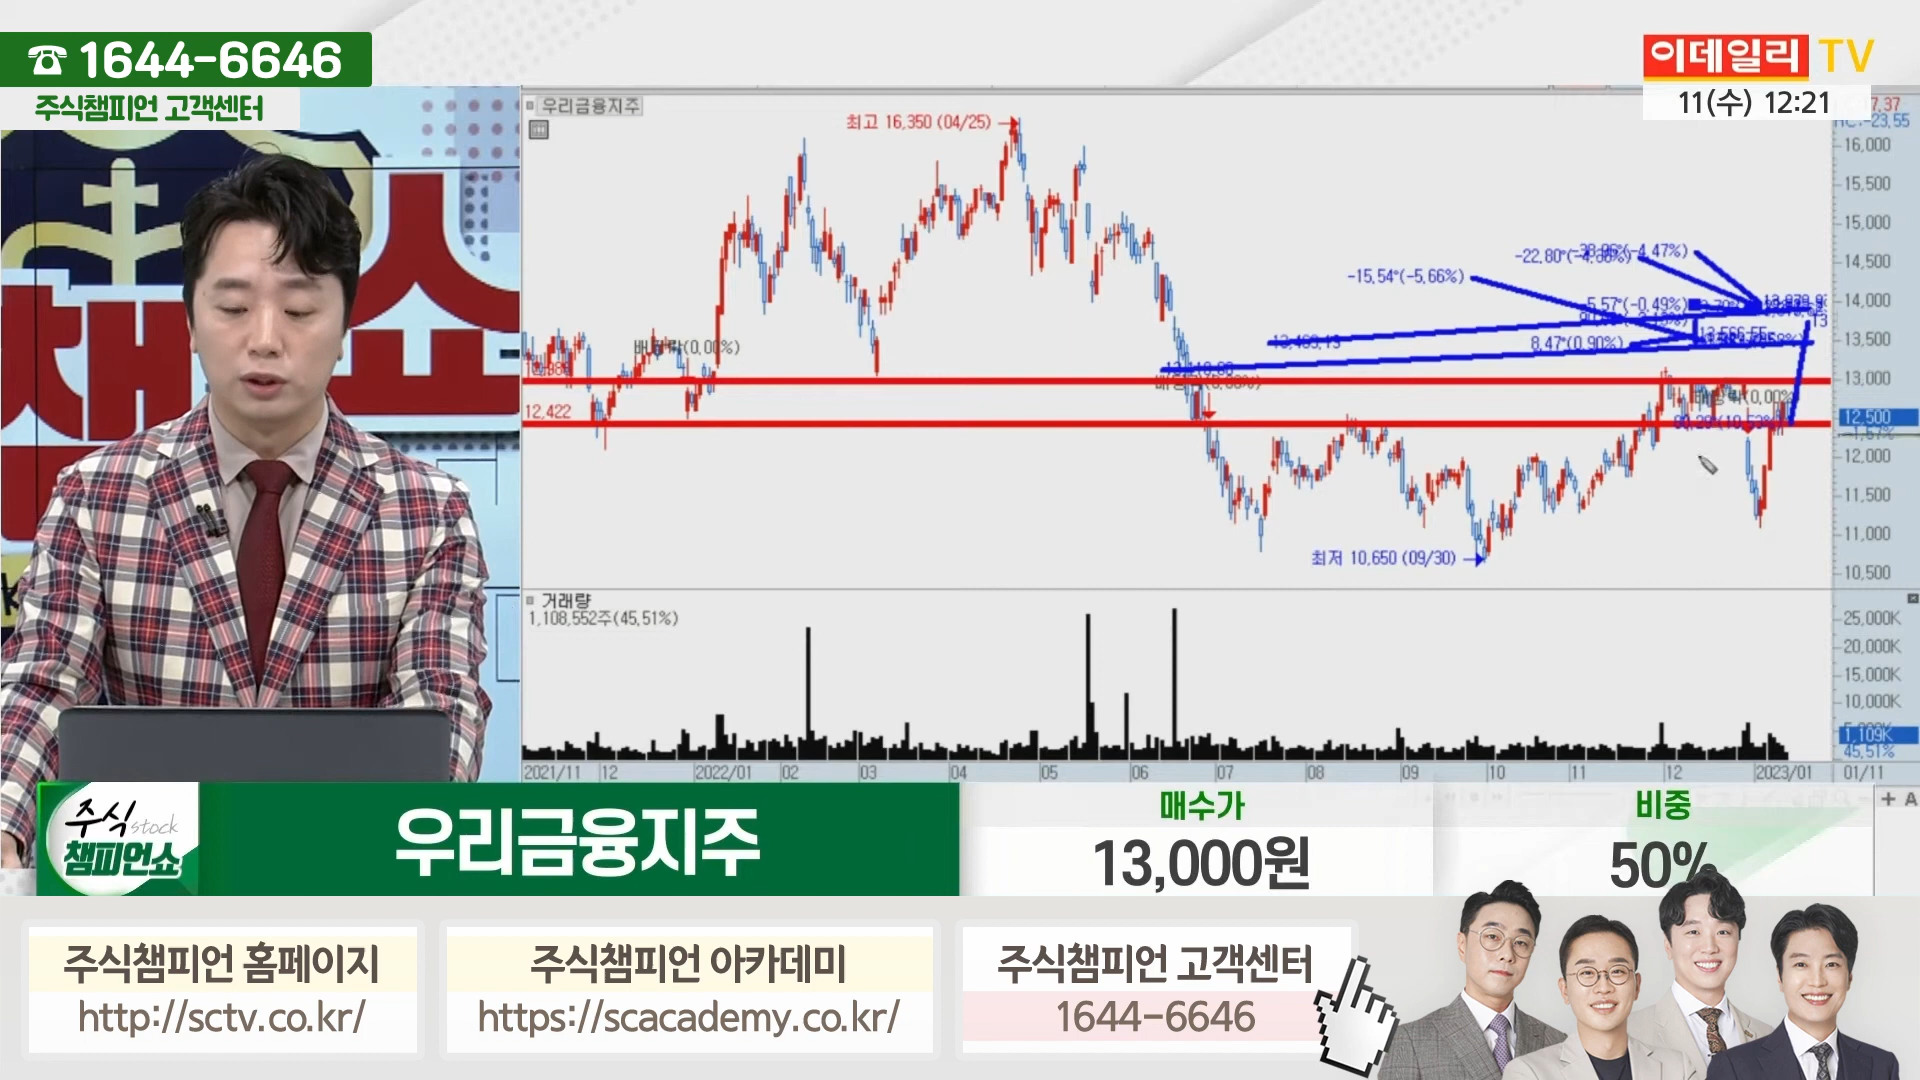 ☎ 1644-6646
주식챔피언 고객센터
이데일리 TV
11(수) 12:21
우리금융지주
최고 16,350 (04/25)
16,000
15,500
15,000
14,500
14,000
13,500
13,000
12,500
12,000
11,500
11,000
10,500
-15,54°(-5,66%)
8,47°(0,90%)
12,422
최저 10,650 (09/30)
거래량
1,108,552주(45,51%)
25,000K
20,000K
15,000K
10,000K
1,109K
45,51%
2021/11 12 2022/01 02 03 04 05 06 07 08 09 10 11 12 2023/01 01/11
주식 stock
챔피언쇼
우리금융지주
매수가
13,000원
비중
50%
주식챔피언 홈페이지
http://sctv.co.kr/
주식챔피언 아카데미
https://scacademy.co.kr/
주식챔피언 고객센터
1644-6646